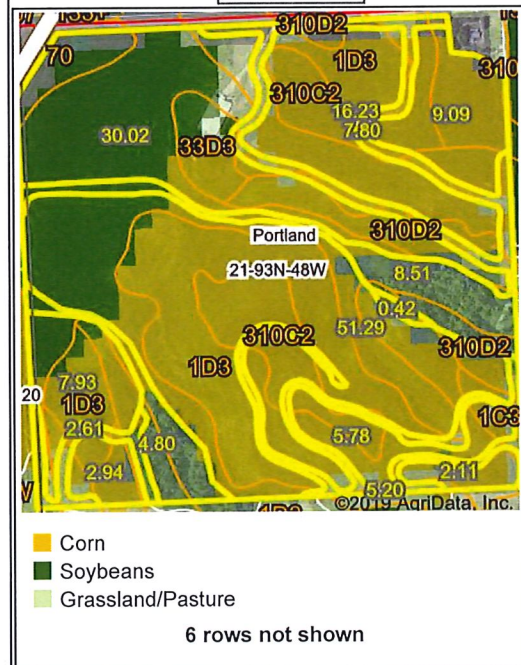 310D2
70
1D3
310
310C2
16.23
9.09
7.80
30.02
33D3
Portland
310D2
21-93N-48W
8.51
0.42
310C2
51.29
310D2
1D3
7.93
20
1D3
1C3
2.61
4.80
5.78
2.94
2.11
5.20
©2019 AgriData, Inc.
Corn
Soybeans
Grassland/Pasture
6 rows not shown